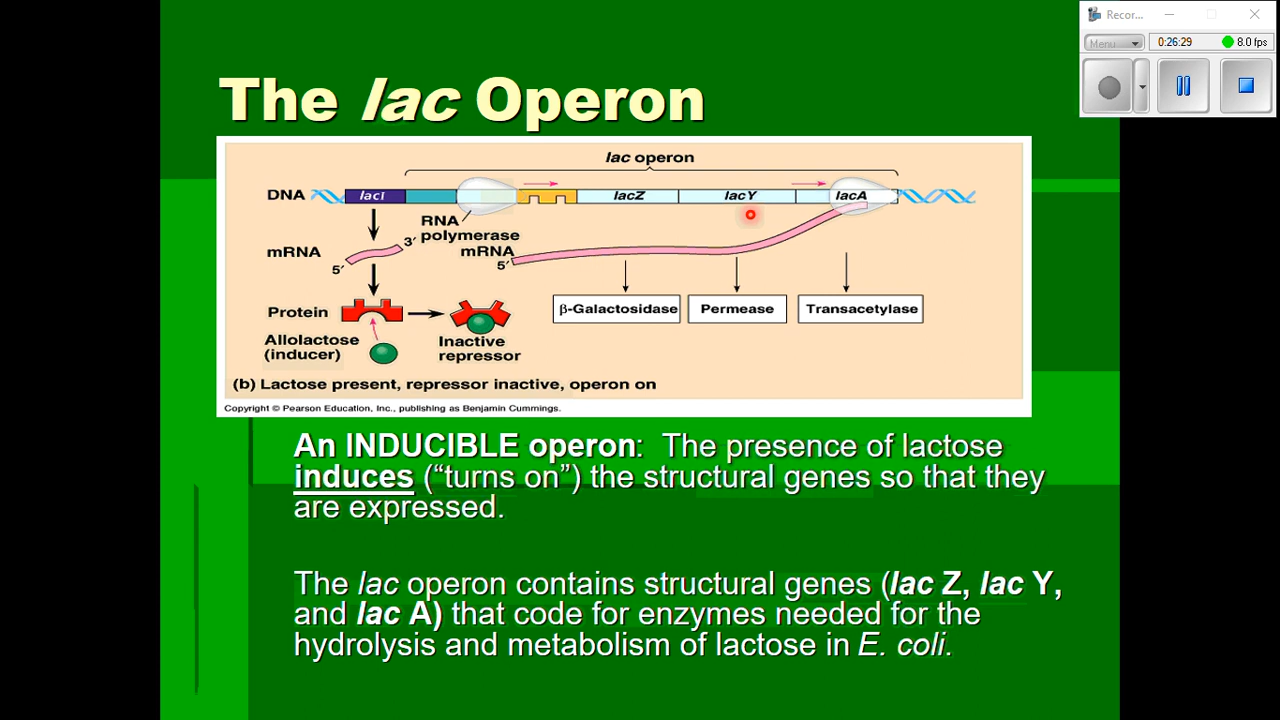 Recor...
Menu
0:26:29
8.0 fps
The lac Operon
lac operon
DNA
lacI
lacZ
lacY
lacA
RNA
polymerase
3′
mRNA
5′
mRNA
5′
Protein
β-Galactosidase
Permease
Transacetylase
Allolactose
(inducer)
Inactive
repressor
(b) Lactose present, repressor inactive, operon on
Copyright © Pearson Education, Inc., publishing as Benjamin Cummings.
An INDUCIBLE operon: The presence of lactose
induces (“turns on”) the structural genes so that they
are expressed.
The lac operon contains structural genes (lac Z, lac Y,
and lac A) that code for enzymes needed for the
hydrolysis and metabolism of lactose in E. coli.